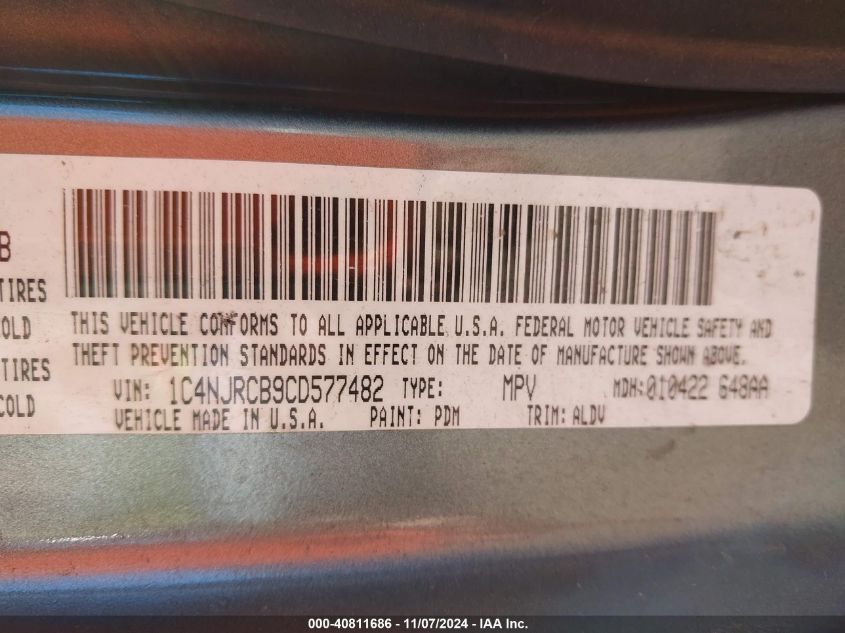 B
TIRES
OLD
TIRES
COLD
THIS VEHICLE CONFORMS TO ALL APPLICABLE U.S.A. FEDERAL MOTOR VEHICLE SAFETY AND
THEFT PREVENTION STANDARDS IN EFFECT ON THE DATE OF MANUFACTURE SHOWN ABOVE.
VIN: 1C4NJRCB9CD577482 TYPE: MPV MDH:010422 648AA
VEHICLE MADE IN U.S.A. PAINT: PDM TRIM: ALDV
000-40811686 - 11/07/2024 - IAA Inc.